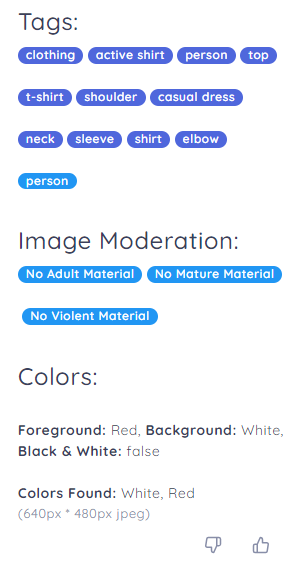 Tags:
clothing active shirt person top
t-shirt shoulder casual dress
neck sleeve shirt elbow
person
Image Moderation:
No Adult Material No Mature Material
No Violent Material
Colors:
Foreground: Red, Background: White,
Black & White: false
Colors Found: White, Red
(640px * 480px jpeg)